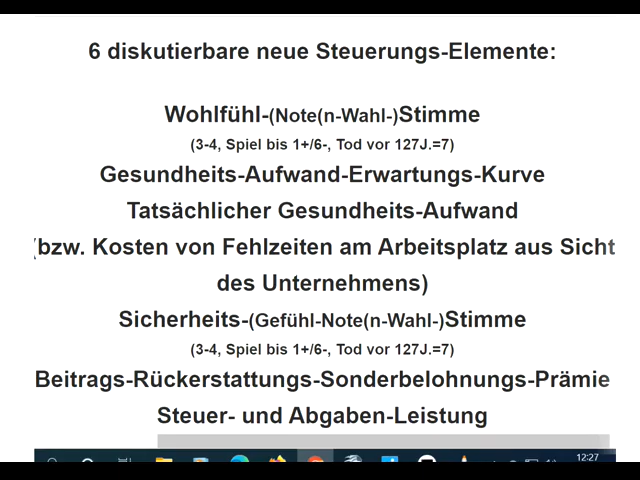 6 diskutierbare neue Steuerungs-Elemente:
Wohlfühl-(Note(n-Wahl-)Stimme
(3-4, Spiel bis 1+/6-, Tod vor 127J.=7)
Gesundheits-Aufwand-Erwartungs-Kurve
Tatsächlicher Gesundheits-Aufwand
(bzw. Kosten von Fehlzeiten am Arbeitsplatz aus Sicht
des Unternehmens)
Sicherheits-(Gefühl-Note(n-Wahl-)Stimme
(3-4, Spiel bis 1+/6-, Tod vor 127J.=7)
Beitrags-Rückerstattungs-Sonderbelohnungs-Prämie
Steuer- und Abgaben-Leistung
12:27